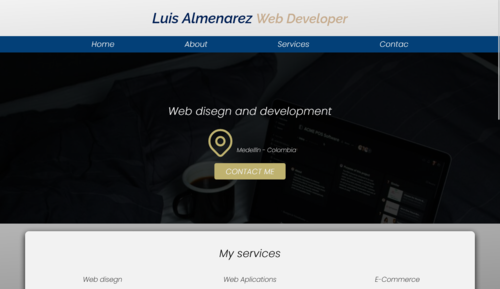 Luis Almenarez Web Developer
Home About Services Contac
Web disegn and development
Medellin - Colombia
CONTACT ME
My services
Web disegn Web Aplications E-Commerce